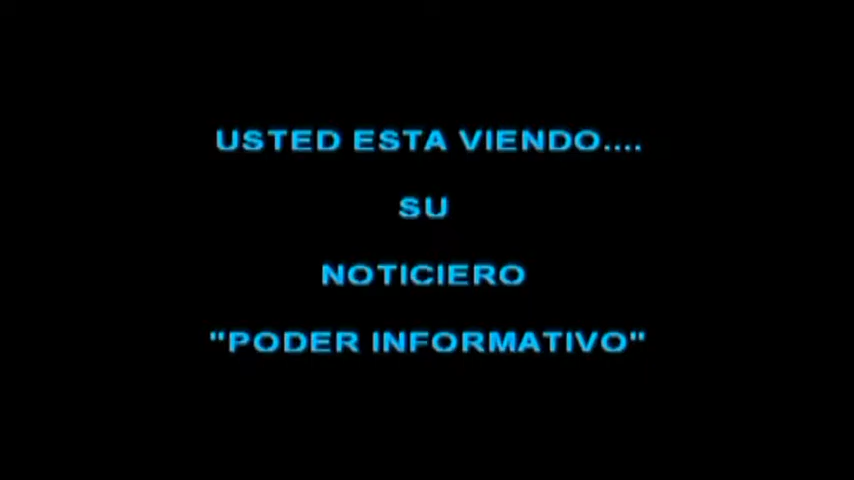 USTED ESTA VIENDO....
SU
NOTICIERO
"PODER INFORMATIVO"